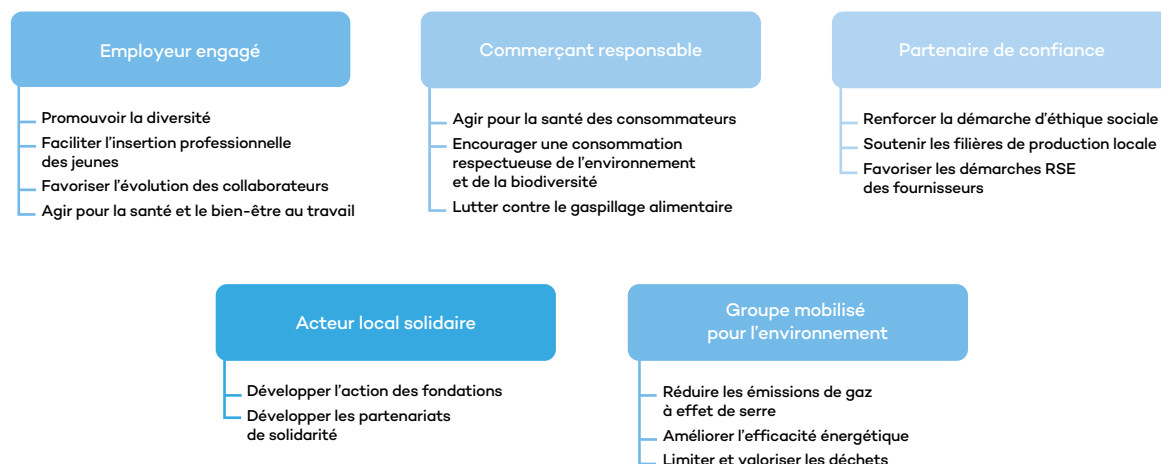 Employeur engagé
Promouvoir la diversité
Faciliter l'insertion professionnelle
des jeunes
Favoriser l'évolution des collaborateurs
Agir pour la santé et le bien-être au travail
Commerçant responsable
Agir pour la santé des consommateurs
Encourager une consommation
respectueuse de l'environnement
et de la biodiversité
Lutter contre le gaspillage alimentaire
Partenaire de confiance
Renforcer la démarche d'éthique sociale
Soutenir les filières de production locale
Favoriser les démarches RSE
des fournisseurs
Acteur local solidaire
Développer l'action des fondations
Développer les partenariats
de solidarité
Groupe mobilisé
pour l'environnement
Réduire les émissions de gaz
à effet de serre
Améliorer l'efficacité énergétique
Limiter et valoriser les déchets